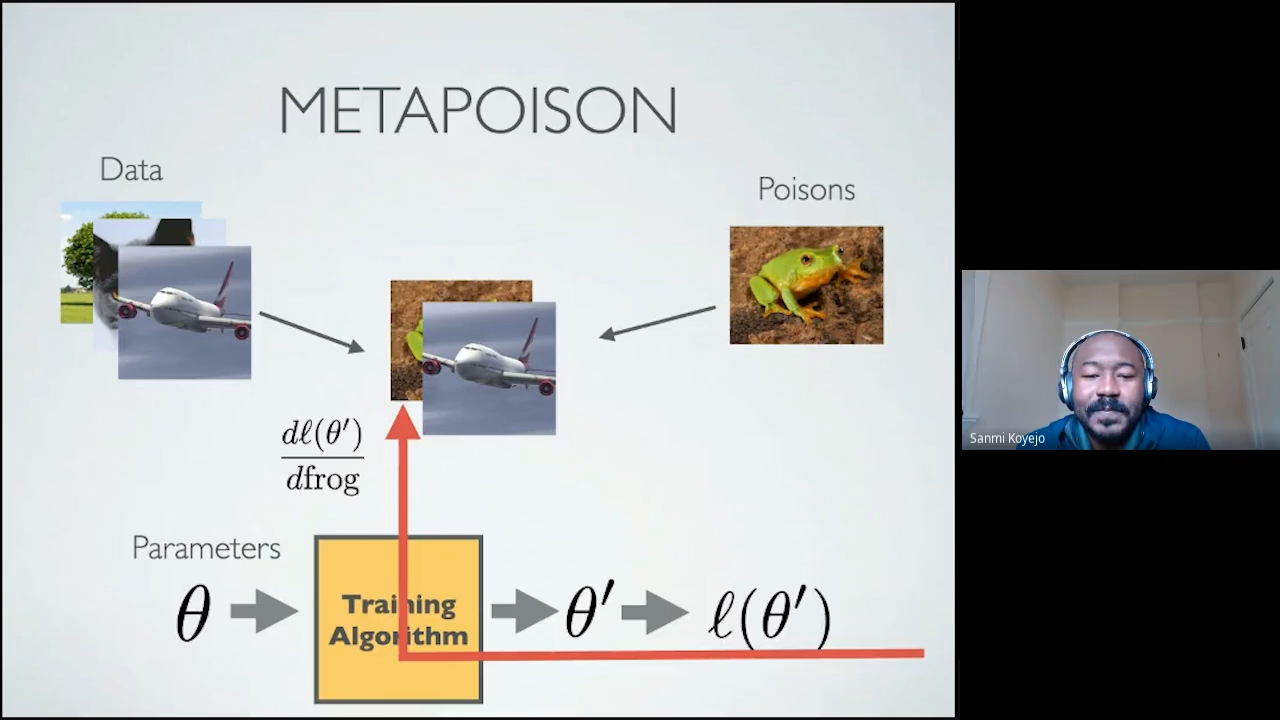 METAPOISON
Data
Poisons
dℓ(θ′)
dfrog
Parameters
θ
Training
Algorithm
θ′
ℓ(θ′)
Sanmi Koyejo